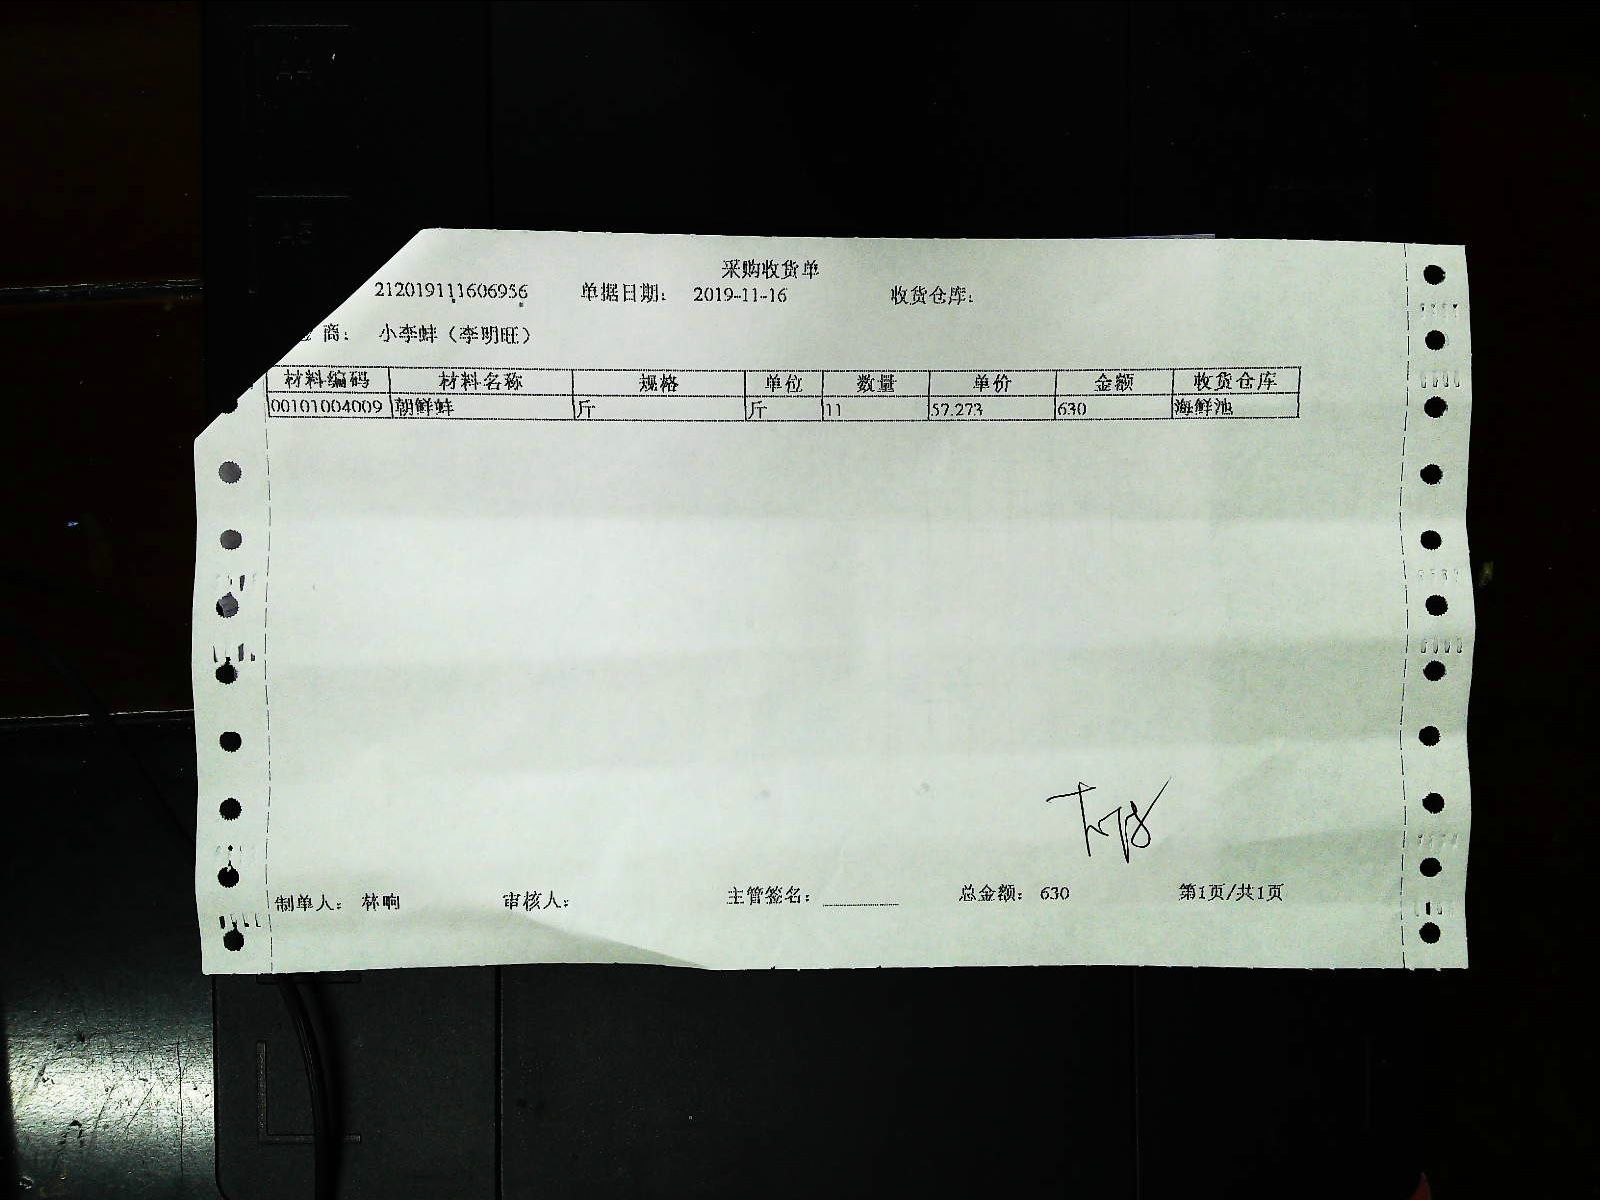 采购收货单
212019111606956 单据日期: 2019-11-16 收货仓库:
商: 小李蚌（李明旺）
材料编码 材料名称 规格 单位 数量 单价 金额 收货仓库
00101004009 朝鲜蚌 斤 斤 11 57.273 630 海鲜池
制单人: 林响 审核人: 主管签名: 总金额: 630 第1页/共1页